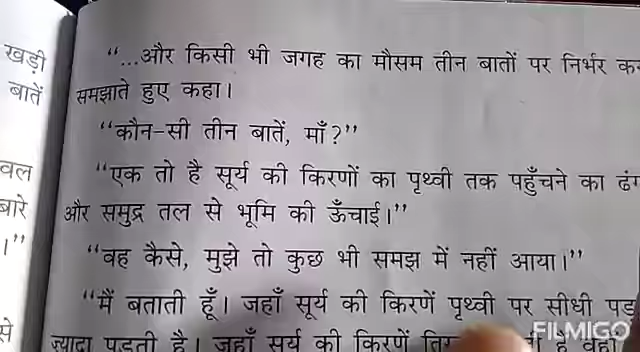 खड़ी
बातें
वल
बारे
।”
से
“...और किसी भी जगह का मौसम तीन बातों पर निर्भर
समझाते हुए कहा।
“कौन-सी तीन बातें, माँ?”
“एक तो है सूर्य की किरणों का पृथ्वी तक पहुँचने का ढंग
और समुद्र तल से भूमि की ऊँचाई।”
“वह कैसे, मुझे तो कुछ भी समझ में नहीं आया।”
“मैं बताती हूँ। जहाँ सूर्य की किरणें पृथ्वी पर सीधी
ज़्यादा पड़ती है। जहाँ सूर्य की किरणें है वहाँ
FILMIGO